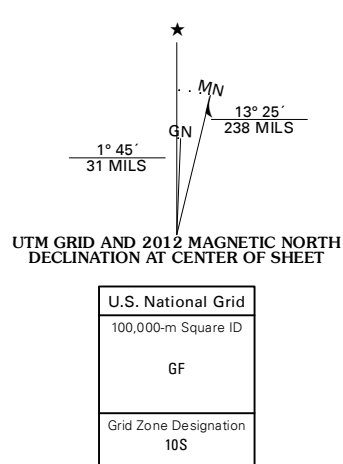 ★
MN
13° 25´
238 MILS
GN
1° 45´
31 MILS
UTM GRID AND 2012 MAGNETIC NORTH
DECLINATION AT CENTER OF SHEET
U.S. National Grid
100,000-m Square ID
GF
Grid Zone Designation
10S